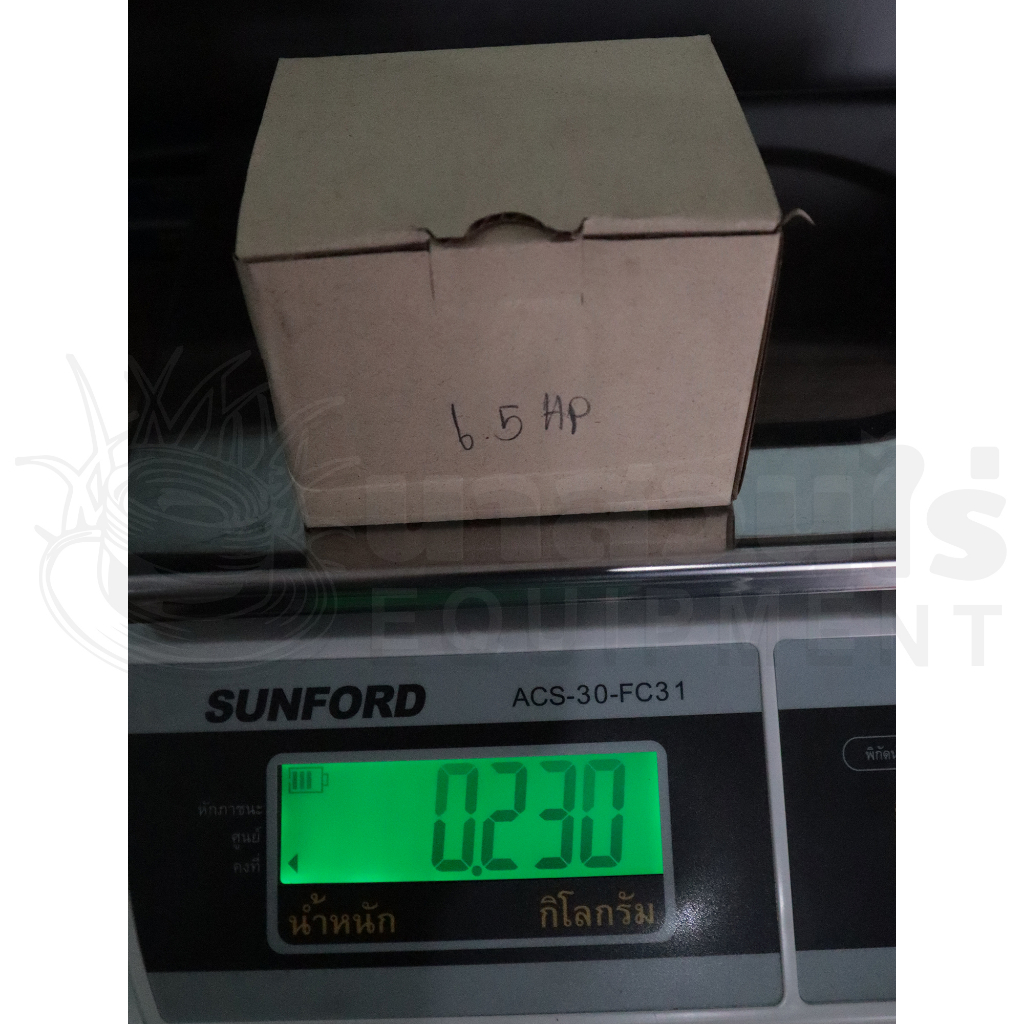 6.5 HP
EQUIPMENT
SUNFORD
ACS-30-FC31
0.230
หักภาชนะ
ศูนย์
คงที่
น้ำหนัก
กิโลกรัม